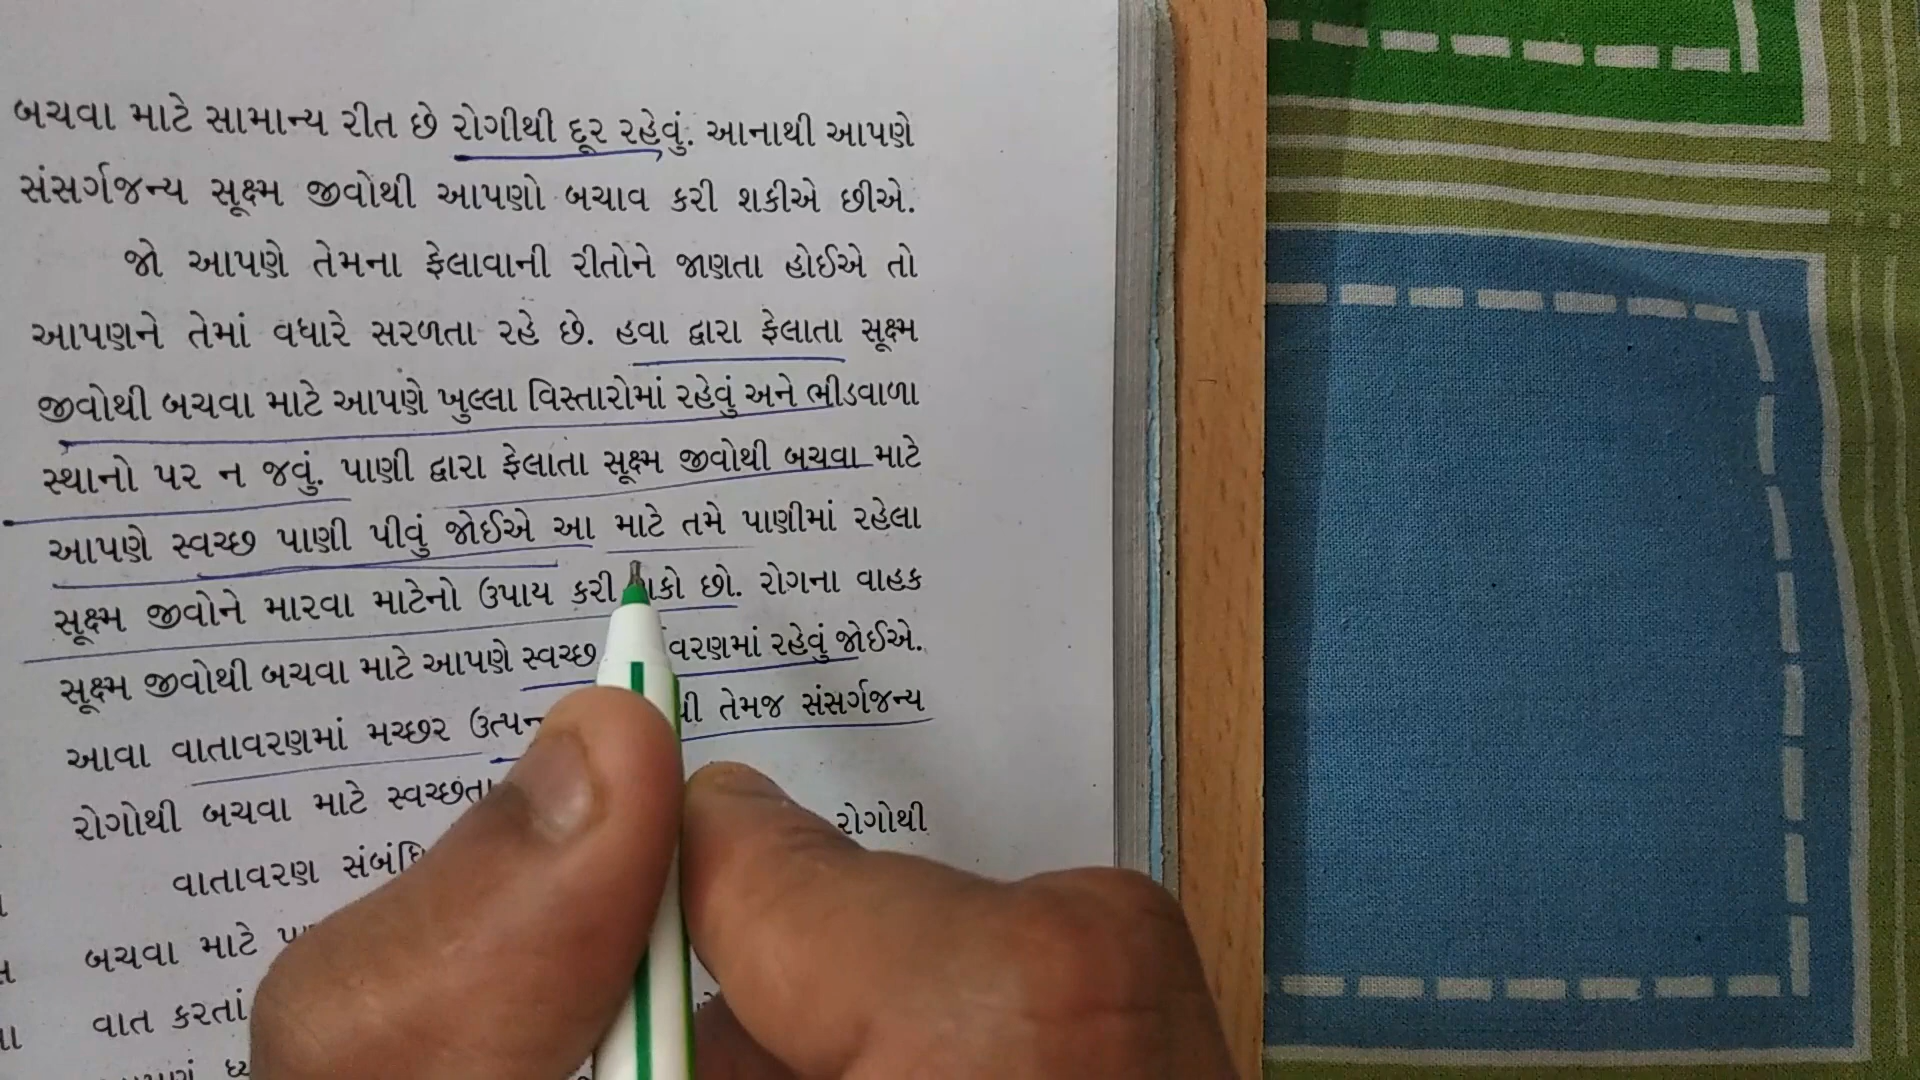 બચવા માટે સામાન્ય રીત છે રોગીથી દૂર રહેવું. આનાથી આપણે
સંસર્ગજન્ય સૂક્ષ્મ જીવોથી આપણો બચાવ કરી શકીએ છીએ.
જો આપણે તેમના ફેલાવાની રીતોને જાણતા હોઈએ તો
આપણને તેમાં વધારે સરળતા રહે છે. હવા દ્વારા ફેલાતા સૂક્ષ્મ
જીવોથી બચવા માટે આપણે ખુલ્લા વિસ્તારોમાં રહેવું અને ભીડવાળા
સ્થાનો પર ન જવું. પાણી દ્વારા ફેલાતા સૂક્ષ્મ જીવોથી બચવા માટે
આપણે સ્વચ્છ પાણી પીવું જોઈએ આ માટે તમે પાણીમાં રહેલા
સૂક્ષ્મ જીવોને મારવા માટેનો ઉપાય કરી છો. રોગના વાહક
સૂક્ષ્મ જીવોથી બચવા માટે આપણે સ્વચ્છ રહેવું જોઈએ.
આવા વાતાવરણમાં મચ્છર તેમજ સંસર્ગજન્ય
રોગોથી બચવા માટે સ્વચ્છતા
વાતાવરણ રોગોથી
બચવા માટે
વાત કરતાં